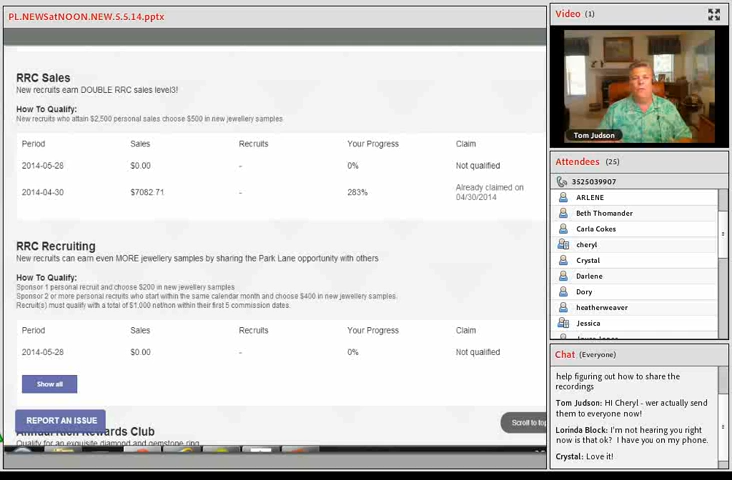 PL.NEWSatNOON.NEW.5.5.14.pptx
RRC Sales
New recruits earn DOUBLE RRC sales level3!
How To Qualify:
New recruits who attain $2,500 personal sales choose $500 in new jewellery samples
Period Sales Recruits Your Progress Claim
2014-05-28 $0.00 - 0% Not qualified
2014-04-30 $7082.71 - 283% Already claimed on
04/30/2014
RRC Recruiting
New recruits can earn even MORE jewellery samples by sharing the Park Lane opportunity with others
How To Qualify:
Sponsor 1 personal recruit and choose $200 in new jewellery samples
Sponsor 2 or more personal recruits who start within the same calendar month and choose $400 in new jewellery samples.
Recruit(s) must qualify with a total of $1,000 net/non within their first 5 commission dates.
Period Sales Recruits Your Progress Claim
2014-05-28 $0.00 - 0% Not qualified
Show all
REPORT AN ISSUE
Rewards Club
Scroll to top
Qualify for an exquisite diamond and gemstone ring
Video (1)
Tom Judson
Attendees (25)
3525039907
ARLENE
Beth Thomander
Carla Cokes
cheryl
Crystal
Darlene
Dory
heatherweaver
Jessica
Chat (Everyone)
help figuring out how to share the
recordings
Tom Judson: HI Cheryl - wer actually send
them to everyone now!
Lorinda Block: I'm not hearing you right
now is that ok? I have you on my phone.
Crystal: Love it!